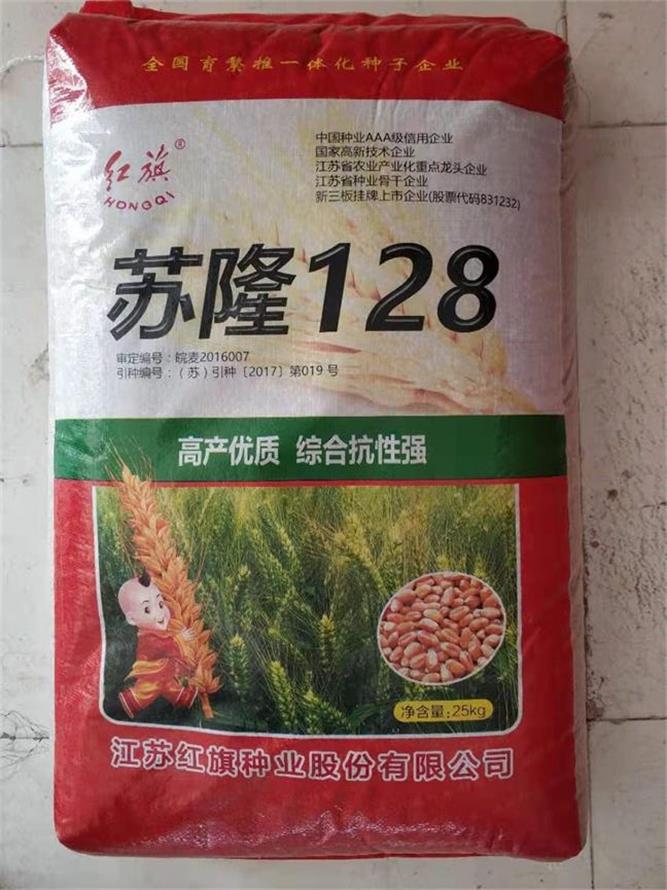 全国育繁推一体化种子企业
红旗®
HONGQI
中国种业AAA级信用企业
国家高新技术企业
江苏省农业产业化重点龙头企业
江苏省种业骨干企业
新三板挂牌上市企业(股票代码831232)
苏隆128
审定编号：皖麦2016007
引种编号：（苏）引种〔2017〕第019号
高产优质 综合抗性强
净含量：25kg
江苏红旗种业股份有限公司